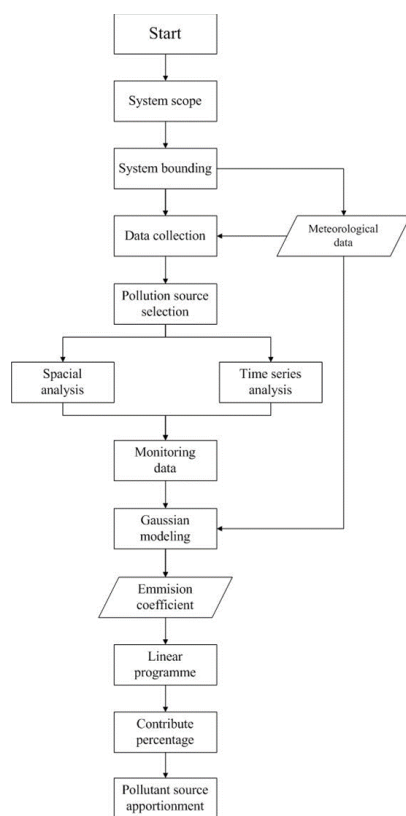 Start
System scope
System bounding
Data collection
Meteorological
data
Pollution source
selection
Spacial
analysis
Time series
analysis
Monitoring
data
Gaussian
modeling
Emmision
coefficient
Linear
programme
Contribute
percentage
Pollutant source
apportionment